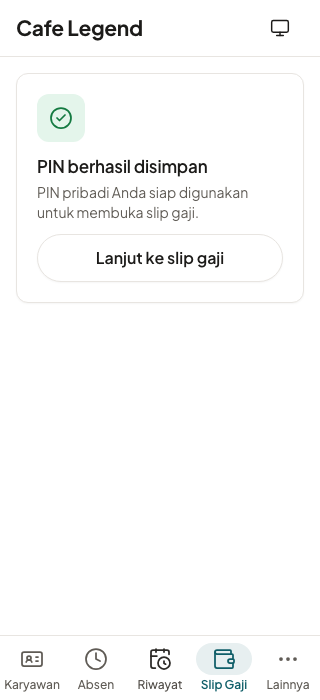 Cafe Legend
PIN berhasil disimpan
PIN pribadi Anda siap digunakan
untuk membuka slip gaji.
Lanjut ke slip gaji
Karyawan
Absen
Riwayat
Slip Gaji
Lainnya